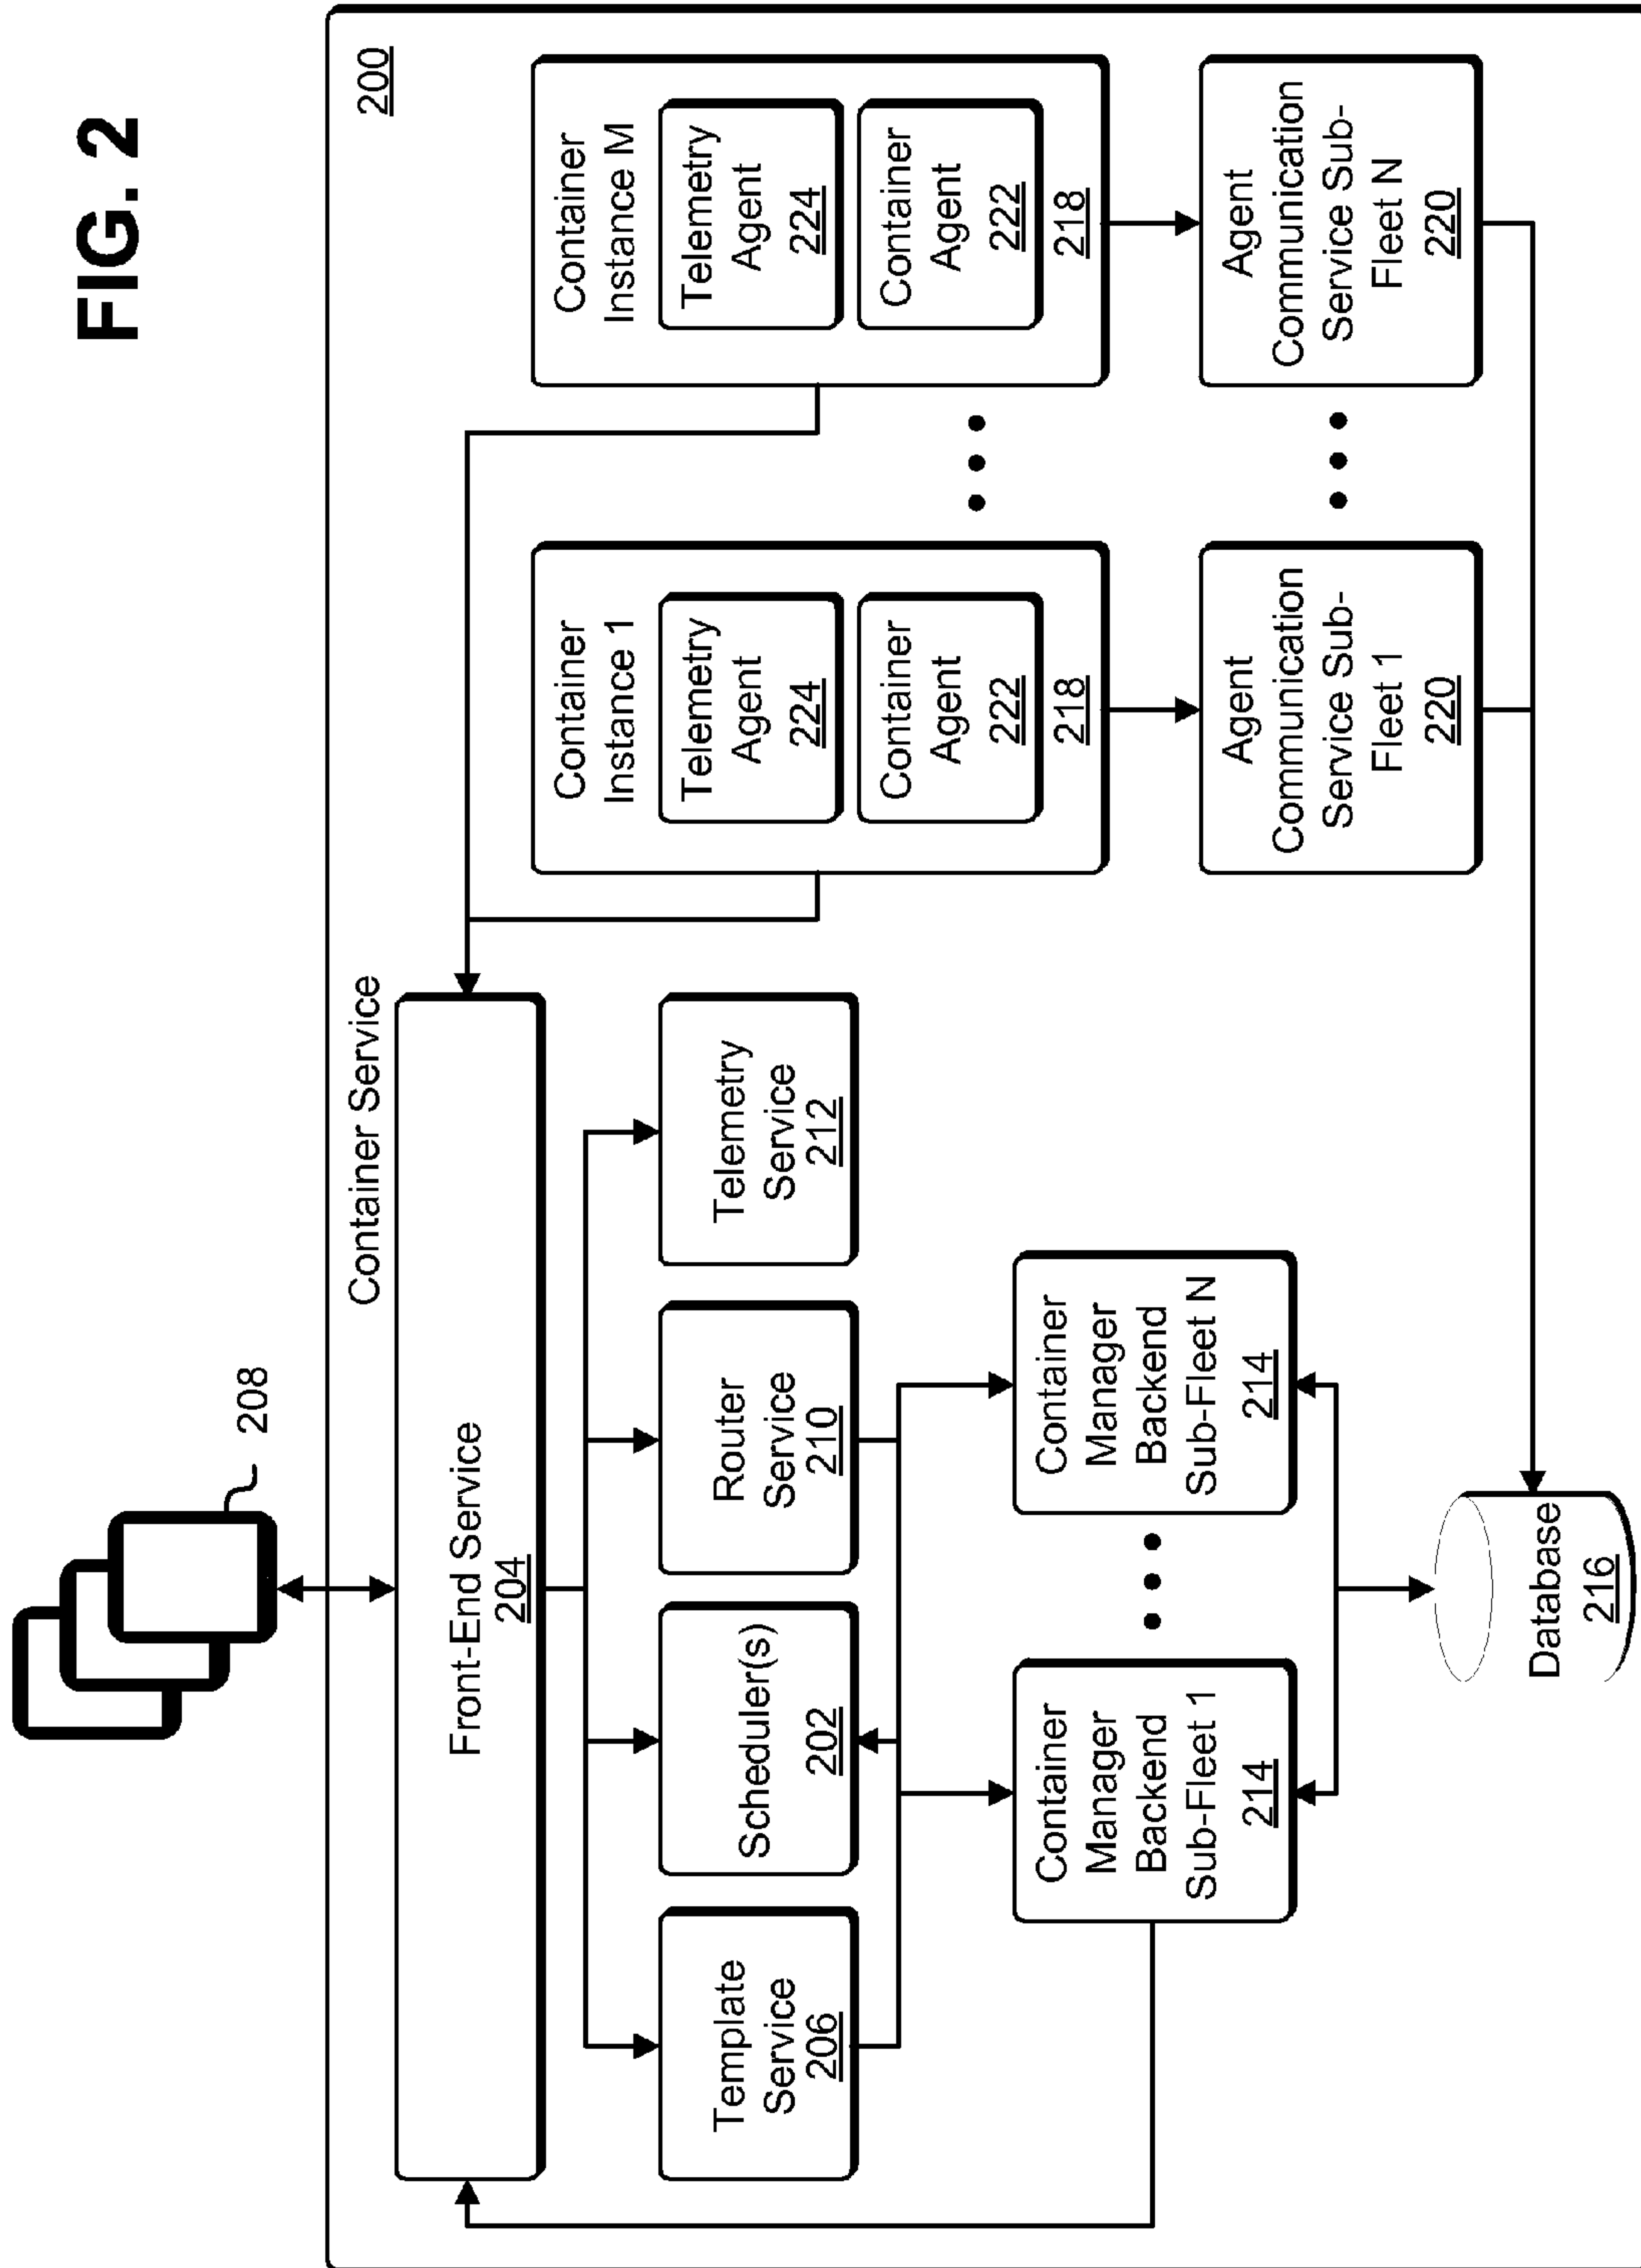 FIG. 2
208
Container Service
200
Front-End Service
204
Template
Service
206
Scheduler(s)
202
Router
Service
210
Telemetry
Service
212
Container
Manager
Backend
Sub-Fleet 1
214
Container
Manager
Backend
Sub-Fleet N
214
Database
216
Container
Instance 1
Telemetry
Agent
224
Container
Agent
222
218
Container
Instance M
Telemetry
Agent
224
Container
Agent
222
218
Agent
Communication
Service Sub-
Fleet 1
220
Agent
Communication
Service Sub-
Fleet N
220